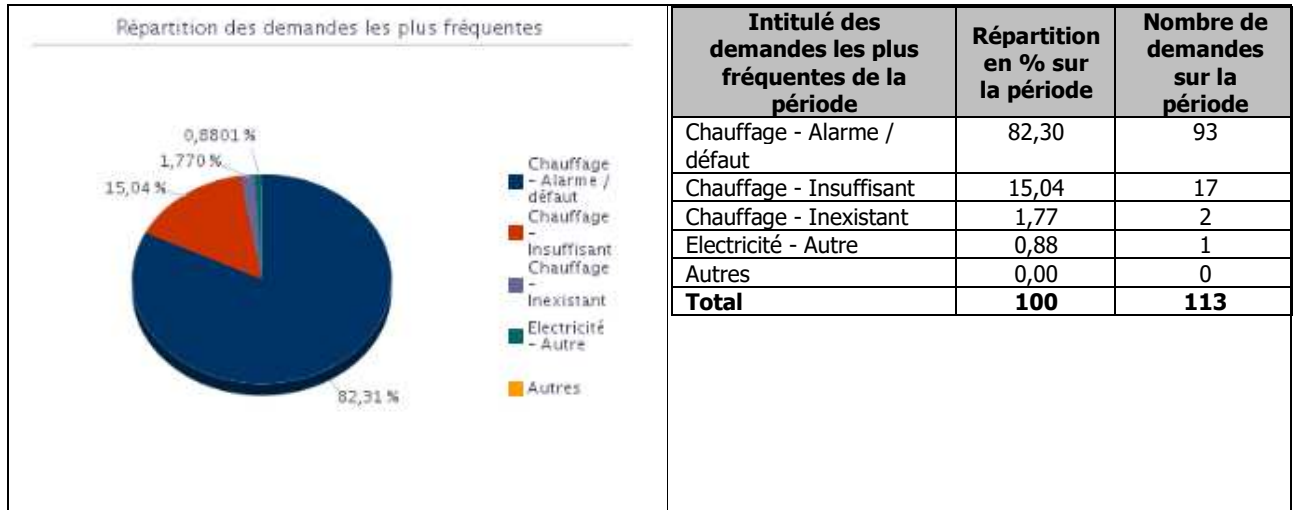 Répartition des demandes les plus fréquentes
0,8801 %
1,770 %
15,04 %
82,31 %
Chauffage
- Alarme /
défaut
Chauffage
-
Insuffisant
Chauffage
-
Inexistant
Electricité
- Autre
Autres
Intitulé des
demandes les plus
fréquentes de la
période
Répartition
en % sur
la période
Nombre de
demandes
sur la
période
Chauffage - Alarme /
défaut
82,30
93
Chauffage - Insuffisant 15,04 17
Chauffage - Inexistant 1,77 2
Electricité - Autre 0,88 1
Autres 0,00 0
Total 100 113